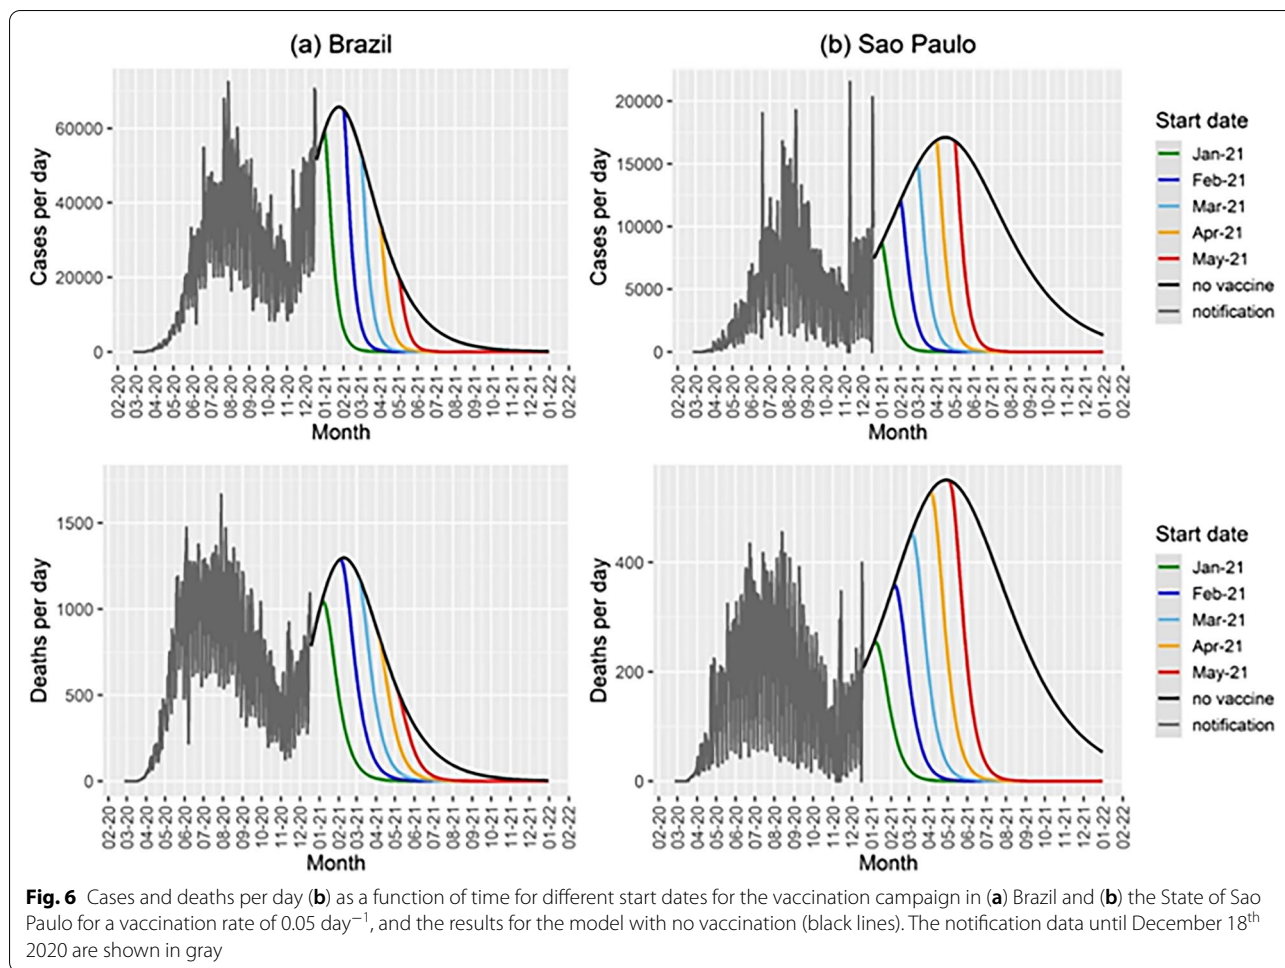 (a) Brazil
(b) Sao Paulo
Cases per day
60000
40000
20000
0
02-20 03-20 04-20 05-20 06-20 07-20 08-20 09-20 10-20 11-20 12-20 01-21 02-21 03-21 04-21 05-21 06-21 07-21 08-21 09-21 10-21 11-21 12-21 01-22 02-22
Month
Cases per day
20000
15000
10000
5000
0
02-20 03-20 04-20 05-20 06-20 07-20 08-20 09-20 10-20 11-20 12-20 01-21 02-21 03-21 04-21 05-21 06-21 07-21 08-21 09-21 10-21 11-21 12-21 01-22 02-22
Month
Start date
Jan-21
Feb-21
Mar-21
Apr-21
May-21
no vaccine
notification
Deaths per day
1500
1000
500
0
02-20 03-20 04-20 05-20 06-20 07-20 08-20 09-20 10-20 11-20 12-20 01-21 02-21 03-21 04-21 05-21 06-21 07-21 08-21 09-21 10-21 11-21 12-21 01-22 02-22
Month
Deaths per day
400
200
0
02-20 03-20 04-20 05-20 06-20 07-20 08-20 09-20 10-20 11-20 12-20 01-21 02-21 03-21 04-21 05-21 06-21 07-21 08-21 09-21 10-21 11-21 12-21 01-22 02-22
Month
Start date
Jan-21
Feb-21
Mar-21
Apr-21
May-21
no vaccine
notification
Fig. 6 Cases and deaths per day (b) as a function of time for different start dates for the vaccination campaign in (a) Brazil and (b) the State of Sao
Paulo for a vaccination rate of 0.05 day⁻¹, and the results for the model with no vaccination (black lines). The notification data until December 18th
2020 are shown in gray